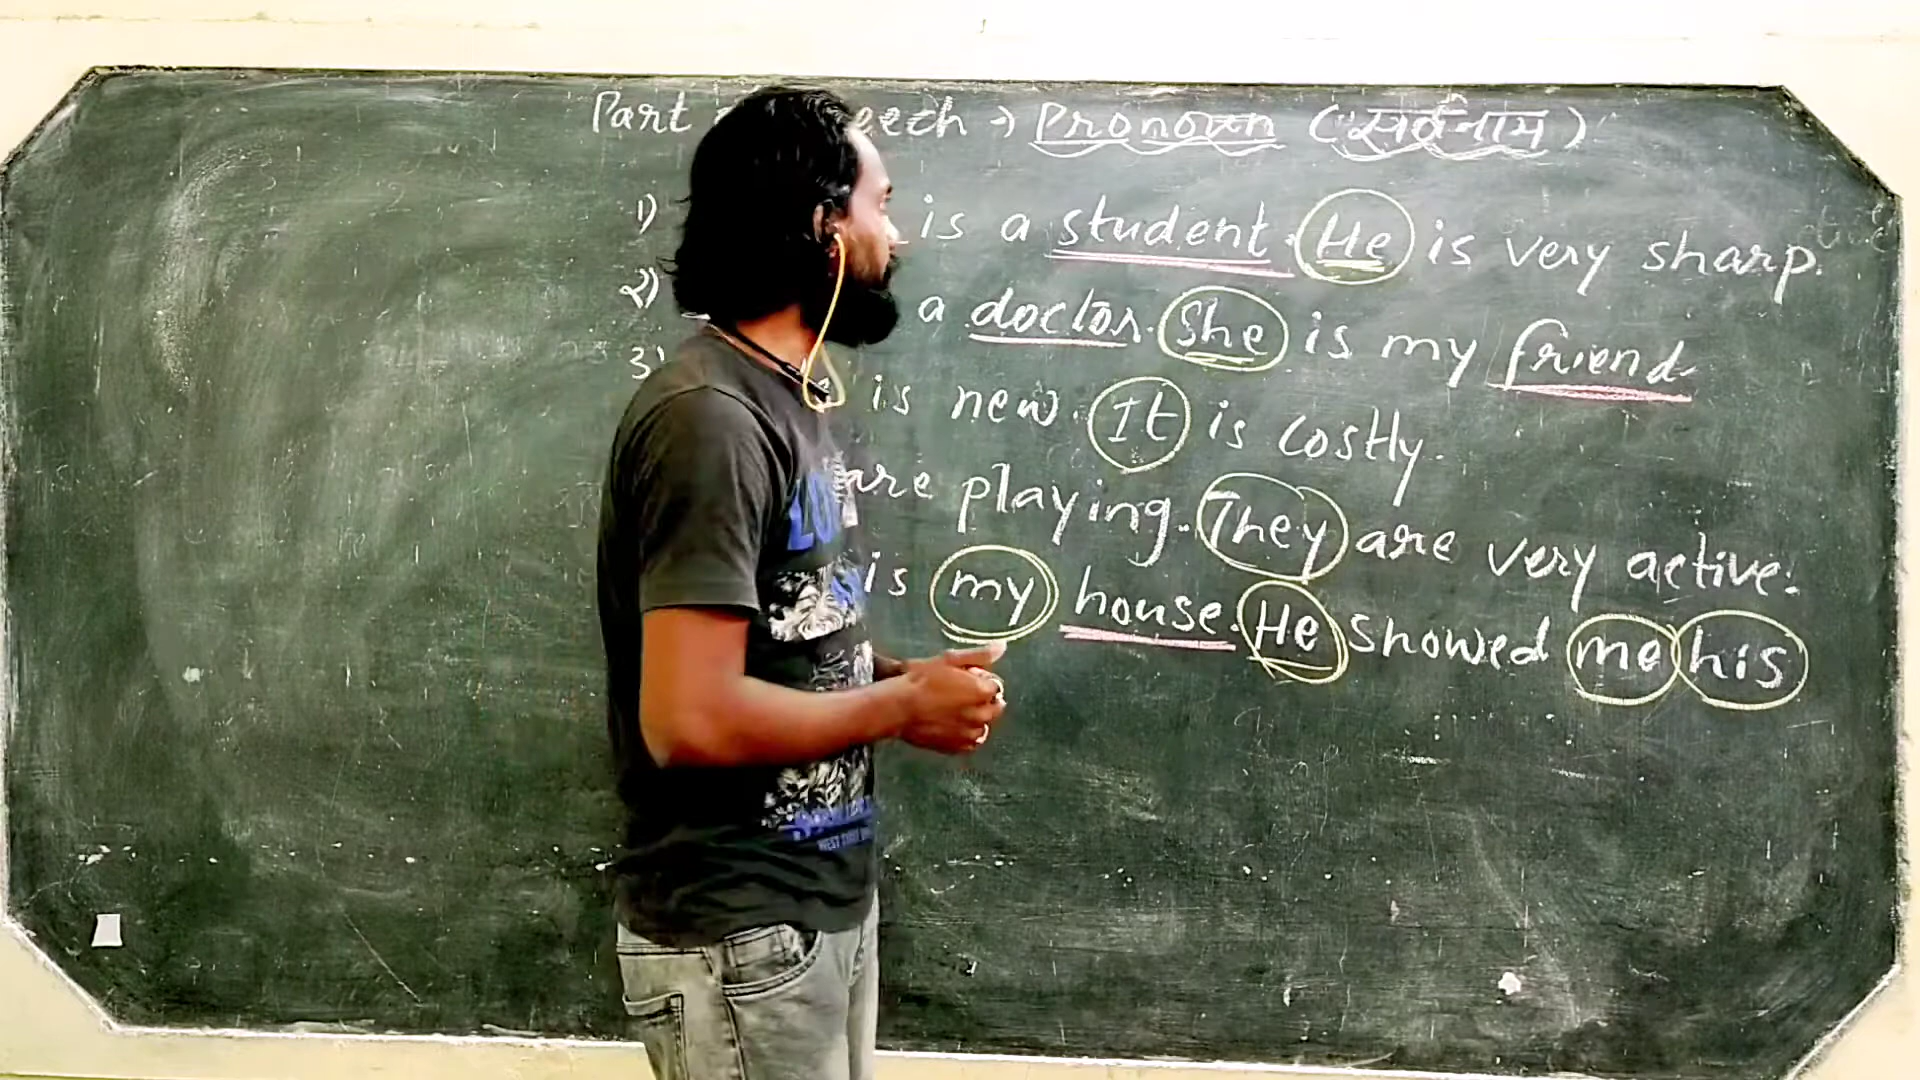 Part eech → Pronoun ("सर्वनाम")
1) is a student. He is very sharp.
2) a doctor. She is my friend.
3) is new. It is costly.
are playing. They are very active.
is my house. He showed me his
WEST